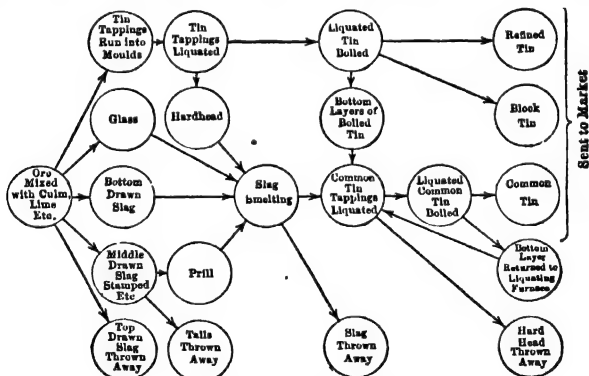 Tin
Tappings
Run into
Moulds
Tin
Tappings
Liquated
Liquated
Tin
Boiled
Refined
Tin
Glass
Hardhead
Bottom
Layers of
Boiled
Tin
Block
Tin
Sent to Market
Ore
Mixed
with Culm,
Lime
Etc.
Bottom
Drawn
Slag
Slag
Smelting
Common
Tin
Tappings
Liquated
Liquated
Common
Tin
Boiled
Common
Tin
Middle
Drawn
Slag
Stamped
Etc
Prill
Bottom
Layer
Returned to
Liquating
Furnace
Top
Drawn
Slag
Thrown
Away
Tails
Thrown
Away
Slag
Thrown
Away
Hard
Head
Thrown
Away